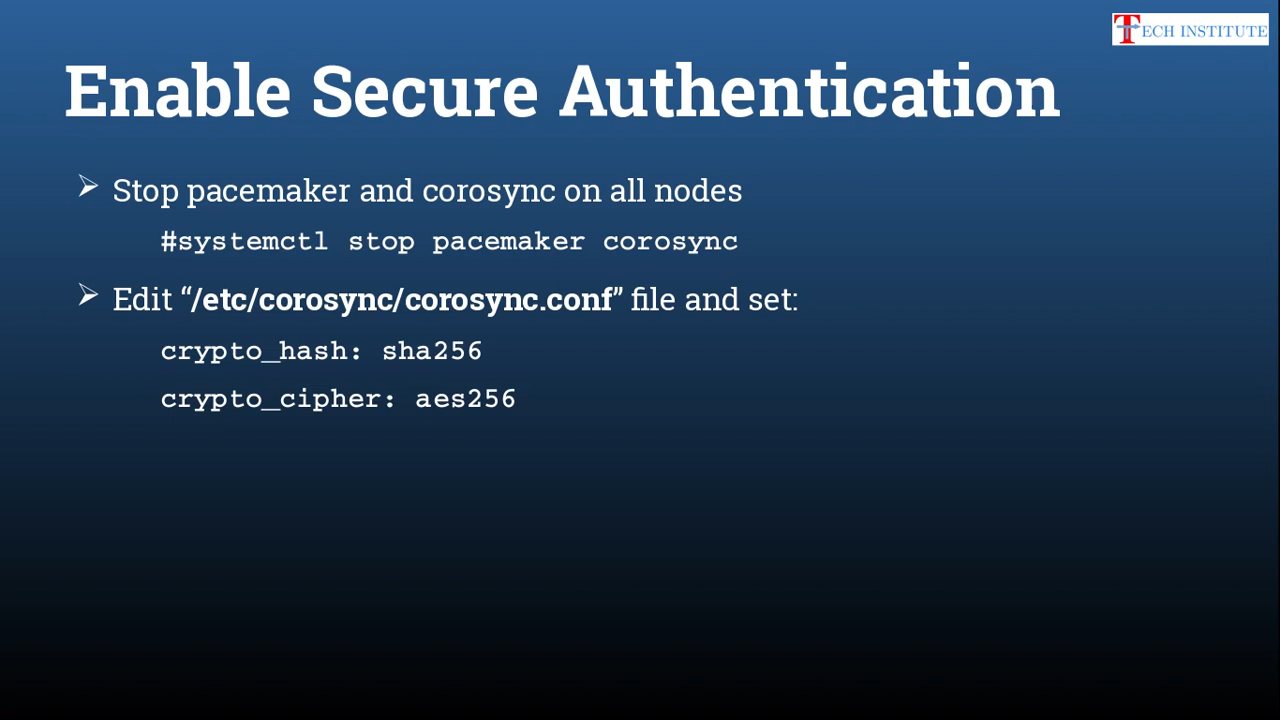 TECH INSTITUTE
Enable Secure Authentication
➢ Stop pacemaker and corosync on all nodes
#systemctl stop pacemaker corosync
➢ Edit “/etc/corosync/corosync.conf” file and set:
crypto_hash: sha256
crypto_cipher: aes256